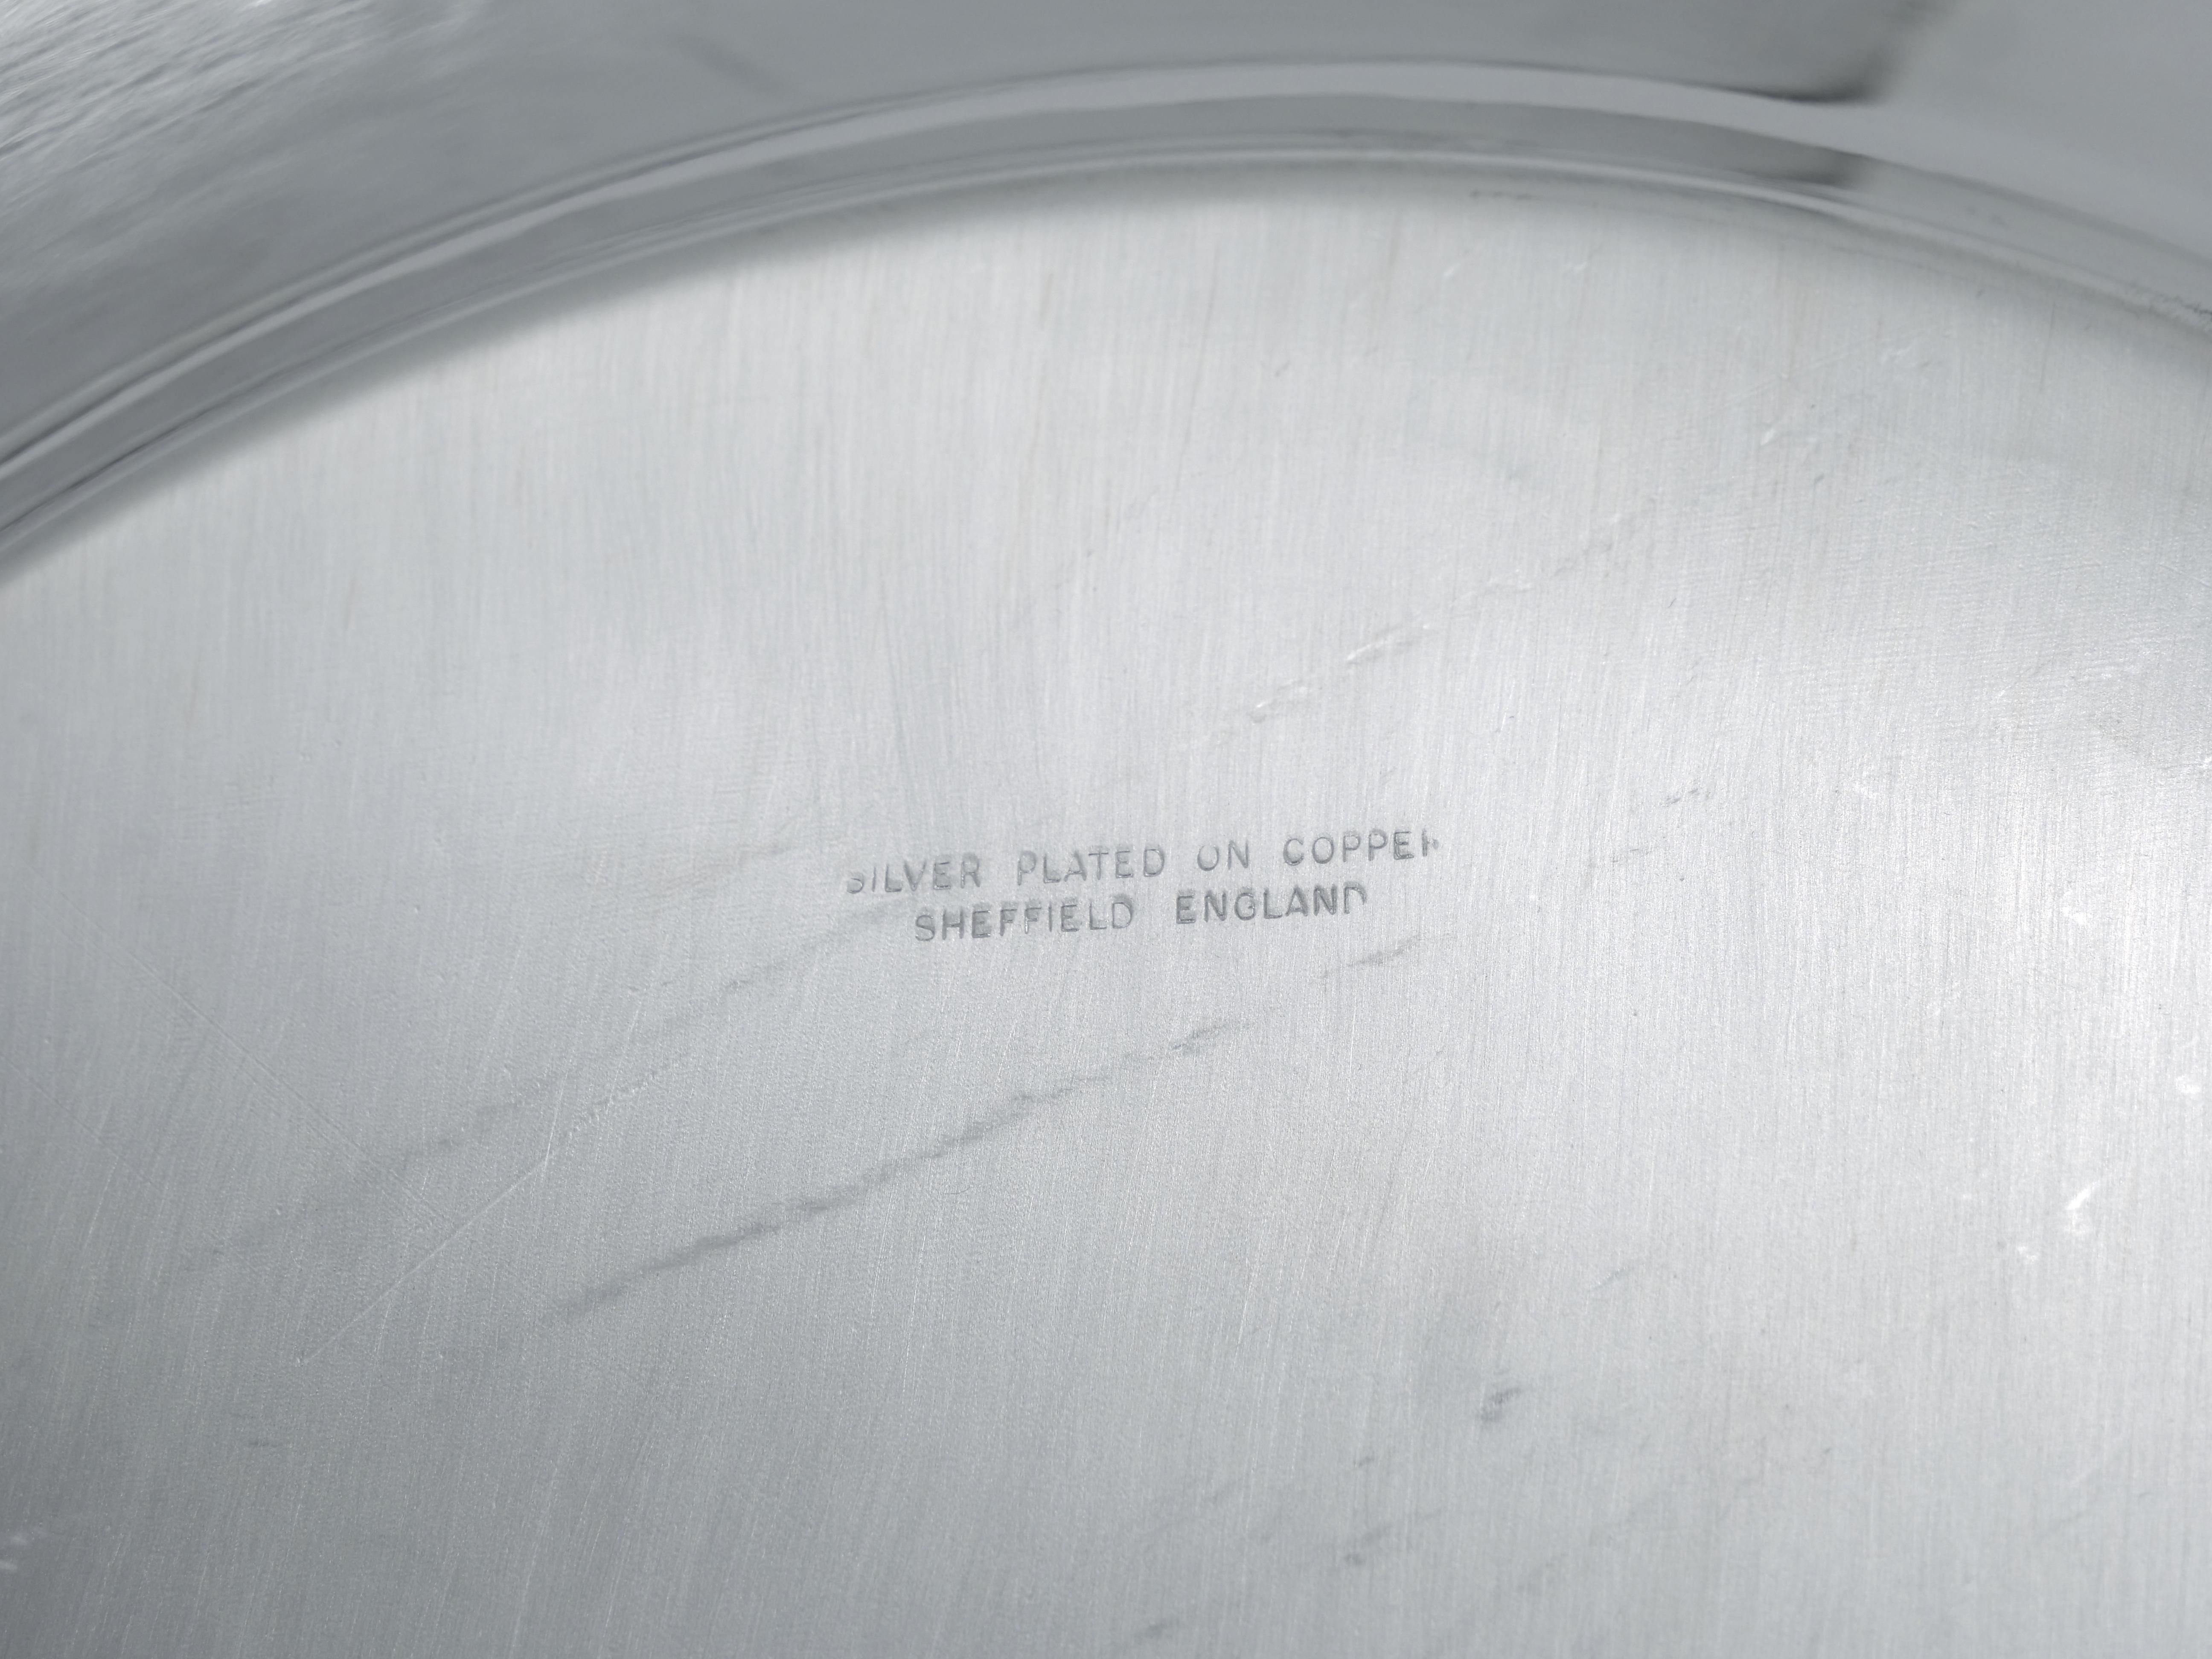 SILVER PLATED ON COPPER
SHEFFIELD ENGLAND